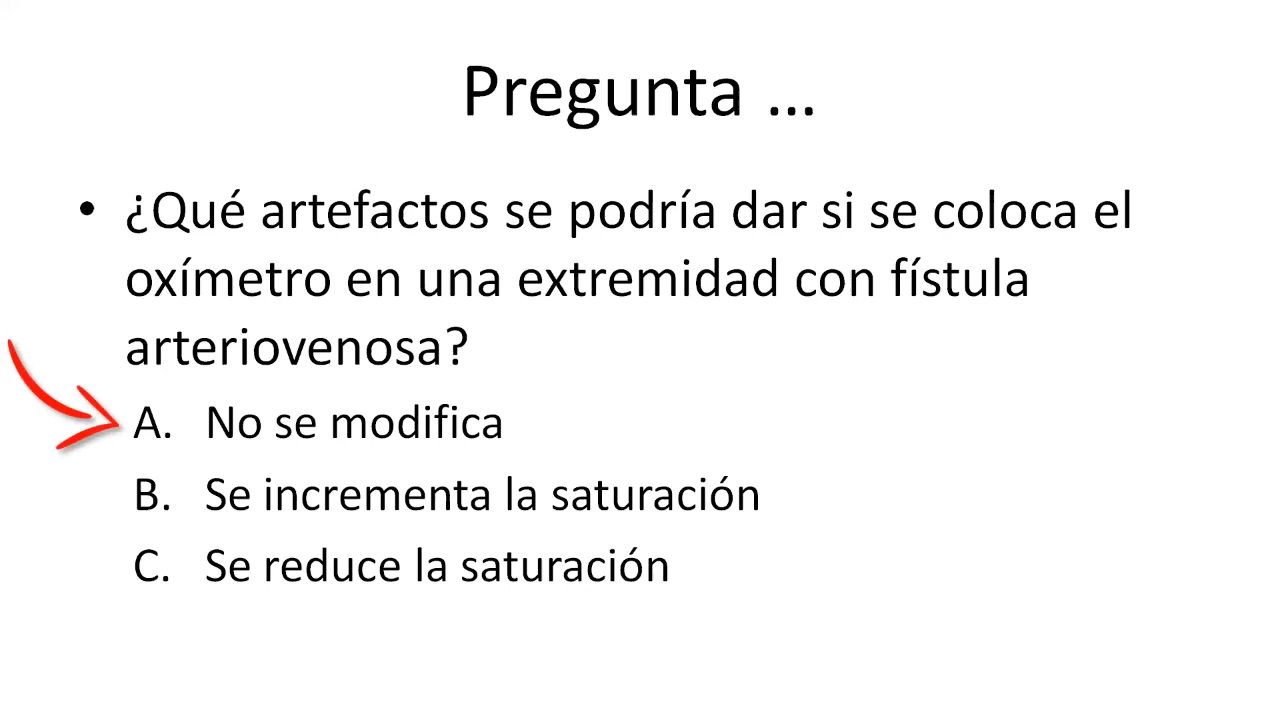 Pregunta ...
• ¿Qué artefactos se podría dar si se coloca el
oxímetro en una extremidad con fístula
arteriovenosa?
A. No se modifica
B. Se incrementa la saturación
C. Se reduce la saturación